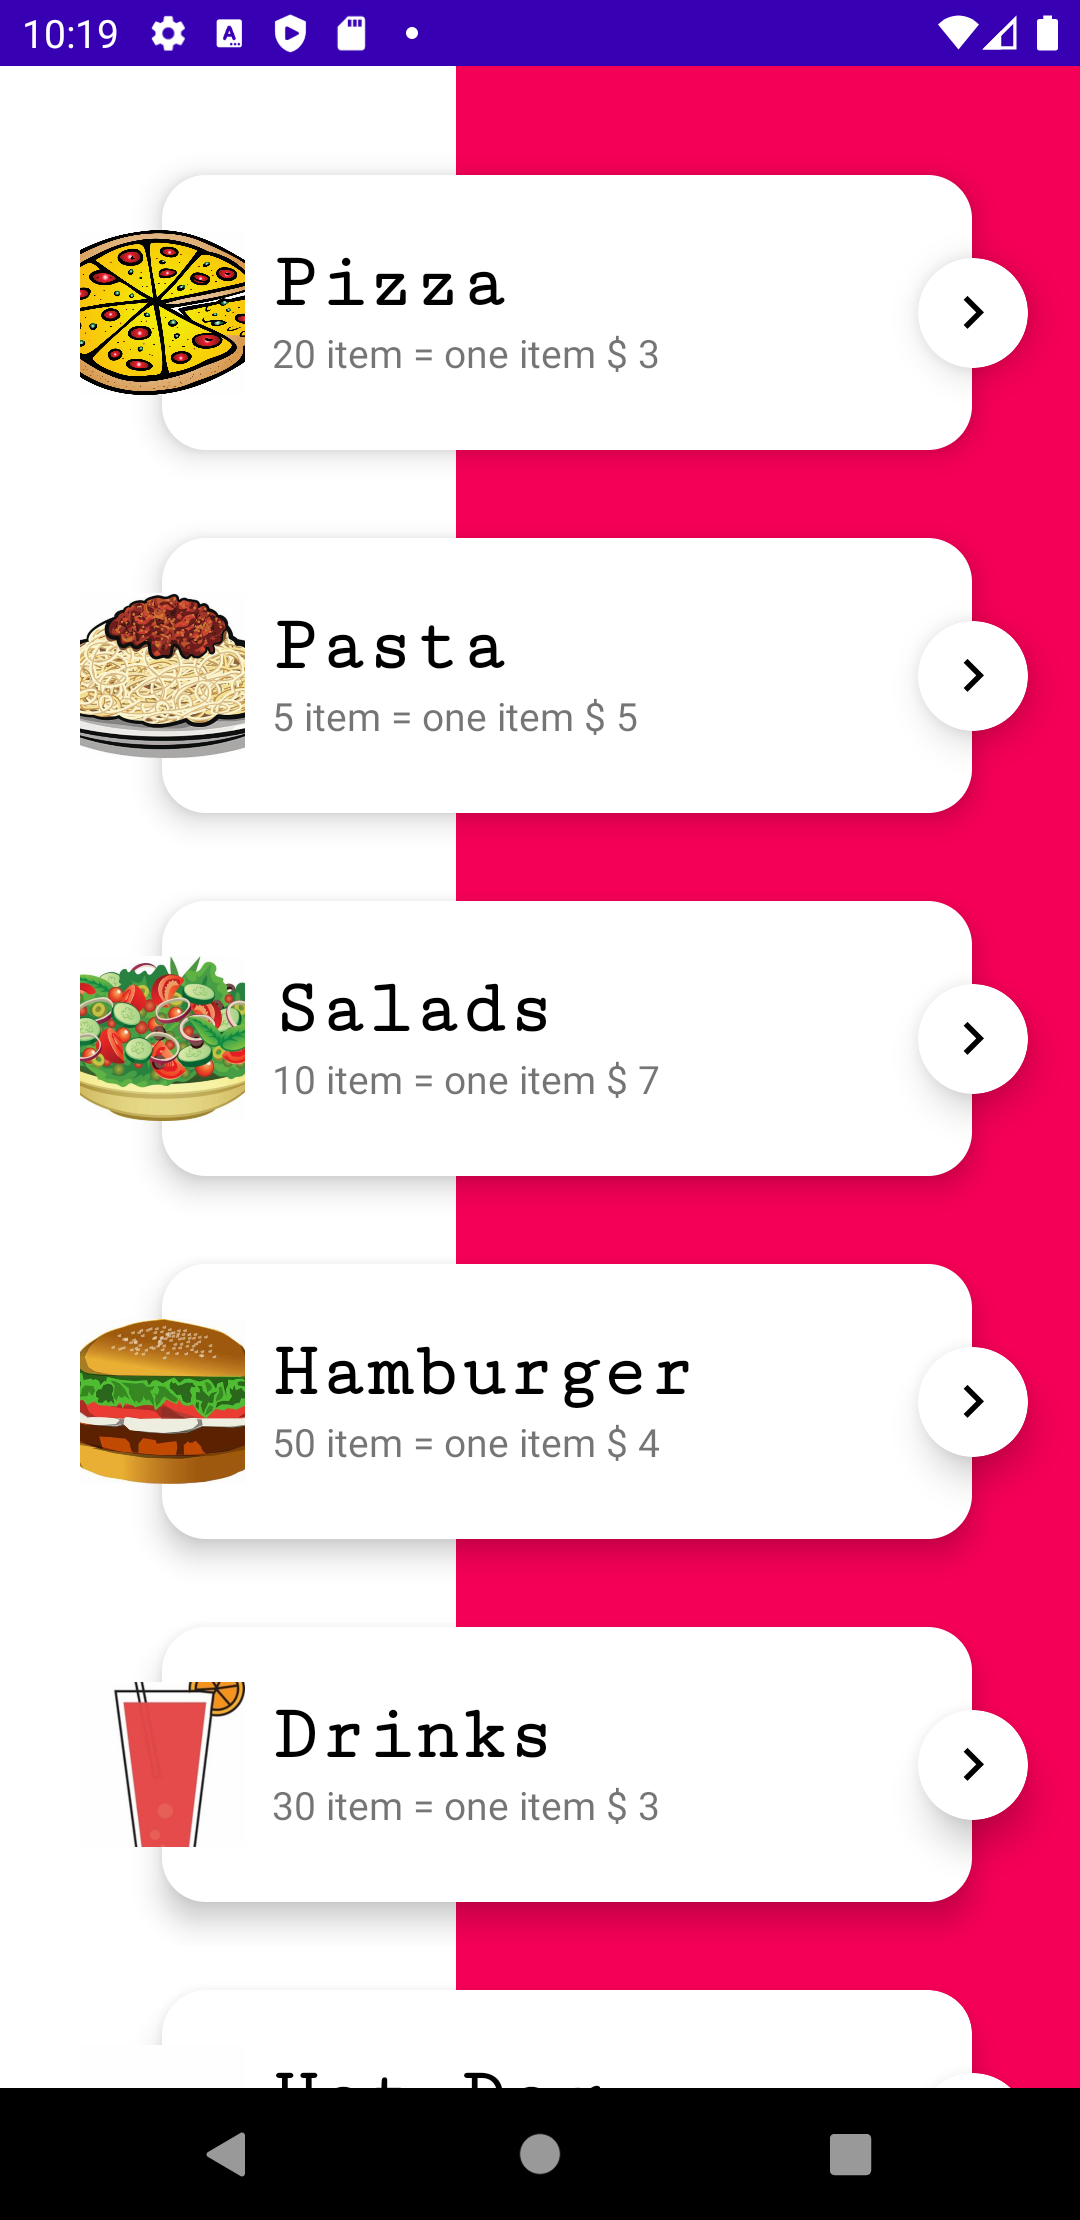 10:19
Pizza
20 item = one item $ 3
Pasta
5 item = one item $ 5
Salads
10 item = one item $ 7
Hamburger
50 item = one item $ 4
Drinks
30 item = one item $ 3